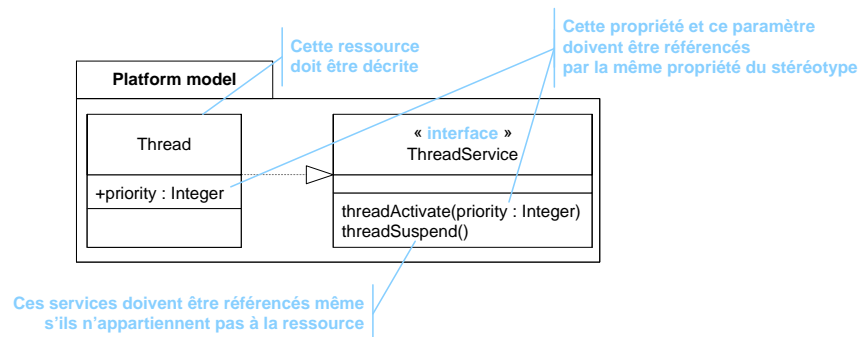 Cette propriété et ce paramètre
doivent être référencés
par la même propriété du stéréotype
Cette ressource
doit être décrite
Platform model
Thread
+priority : Integer
« interface »
ThreadService
threadActivate(priority : Integer)
threadSuspend()
Ces services doivent être référencés même
s'ils n'appartiennent pas à la ressource